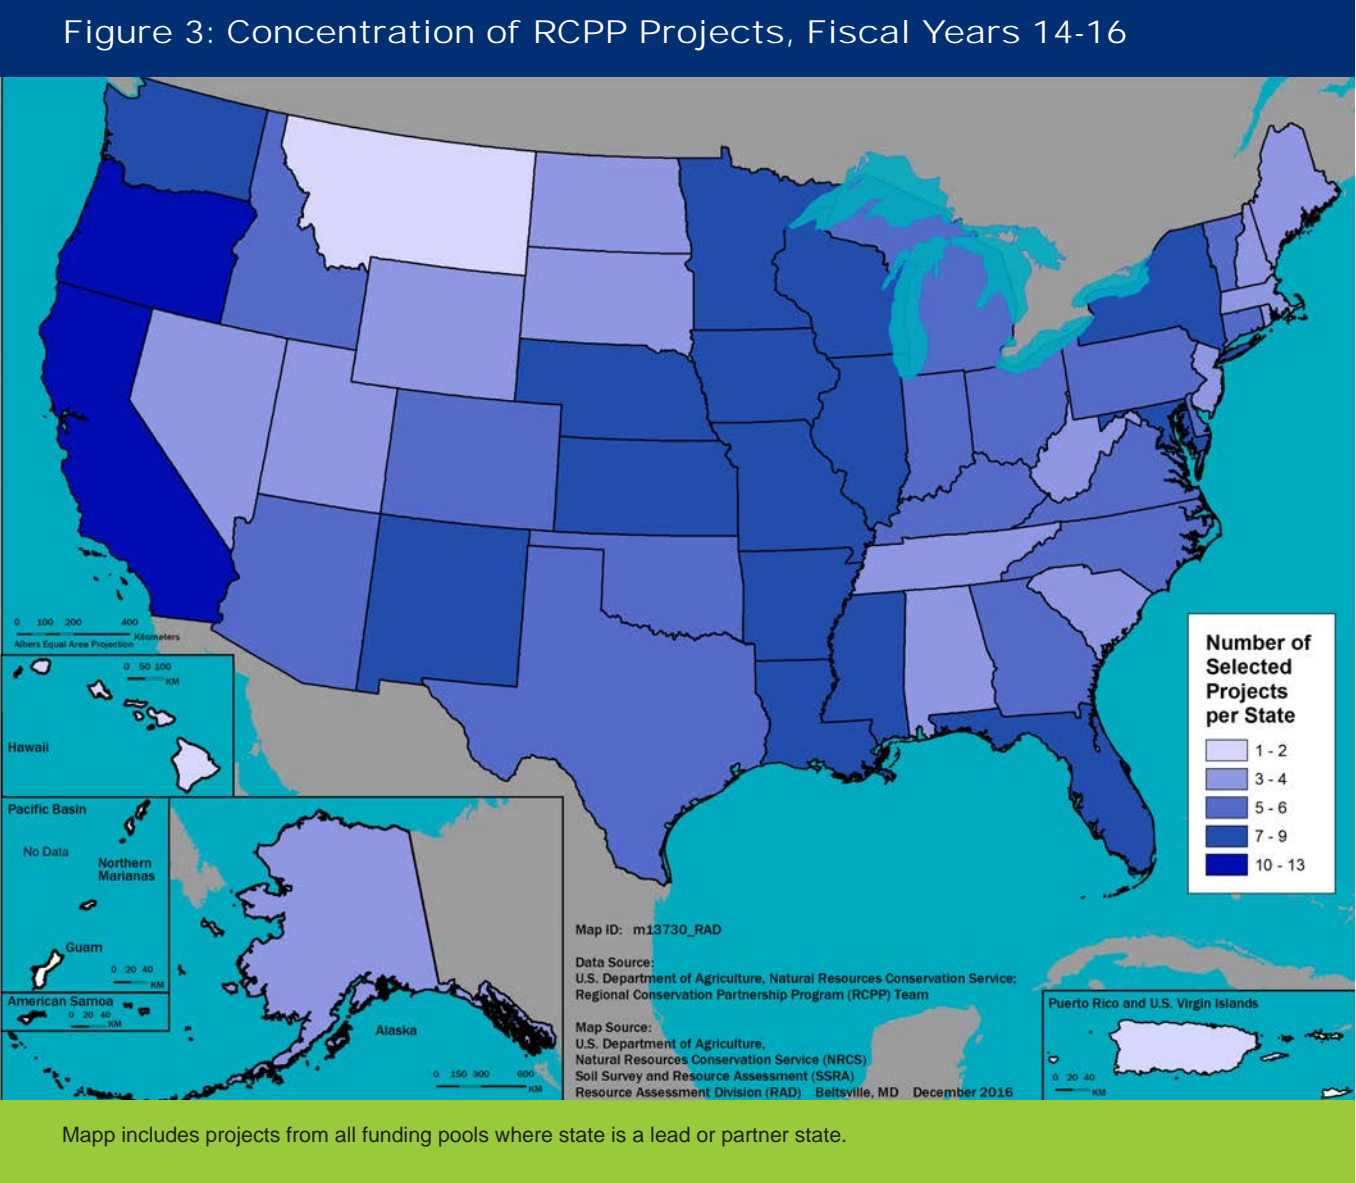 Figure 3: Concentration of RCPP Projects, Fiscal Years 14-16
0 100 200 400
Kilometers
Albers Equal Area Projection
0 50 100
KM
Hawaii
Pacific Basin
No Data
Northern
Marianas
Guam
0 20 40
KM
American Samoa
0 20 40
KM
Alaska
0 150 300 600
KM
Number of
Selected
Projects
per State
1 - 2
3 - 4
5 - 6
7 - 9
10 - 13
Map ID: m13730_RAD
Data Source:
U.S. Department of Agriculture, Natural Resources Conservation Service;
Regional Conservation Partnership Program (RCPP) Team
Map Source:
U.S. Department of Agriculture,
Natural Resources Conservation Service (NRCS)
Soil Survey and Resource Assessment (SSRA)
Resource Assessment Division (RAD) Beltsville, MD December 2016
Puerto Rico and U.S. Virgin Islands
0 20 40
KM
Mapp includes projects from all funding pools where state is a lead or partner state.